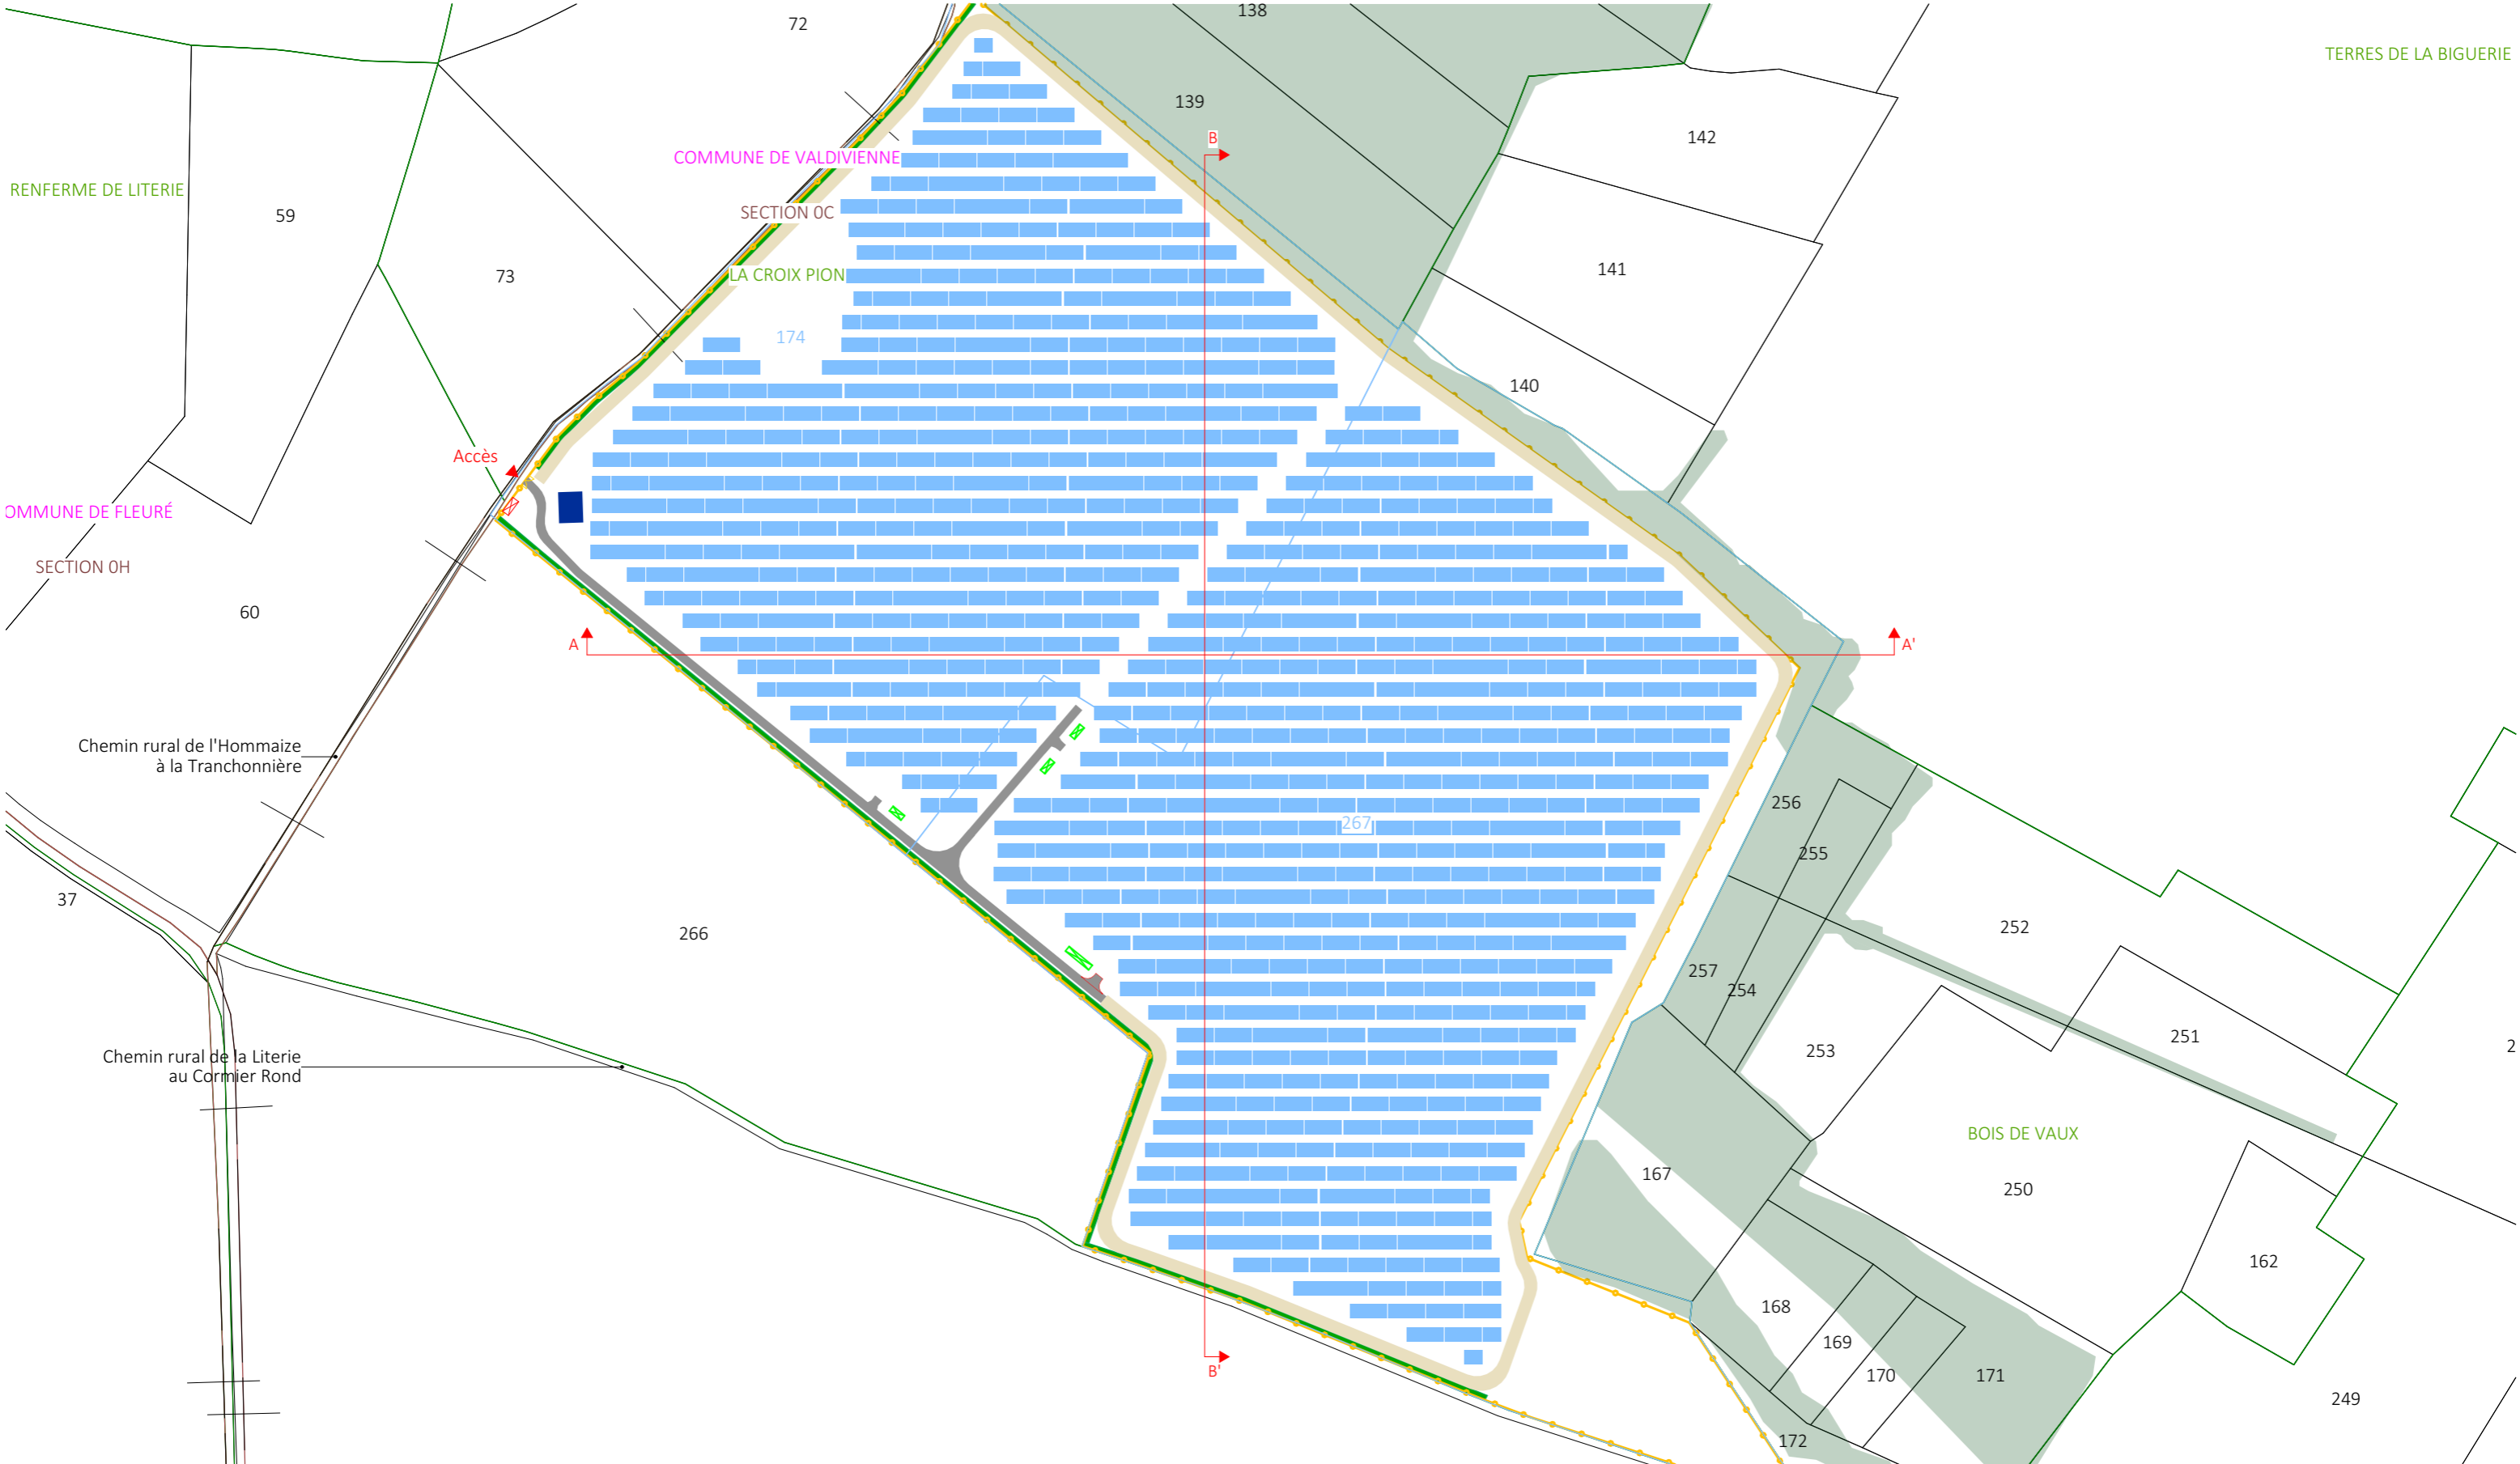 138
72
TERRES DE LA BIGUERIE
139
B
142
COMMUNE DE VALDIVIENNE
RENFERME DE LITERIE
59
SECTION 0C
141
73
LA CROIX PION
174
140
Accès
OMMUNE DE FLEURÉ
SECTION 0H
60
A
A'
Chemin rural de l'Hommaize
à la Tranchonnière
256
267
255
37
252
266
257
254
251
253
2
Chemin rural de la Literie
au Cormier Rond
BOIS DE VAUX
167
250
162
168
169
B'
170
171
249
172